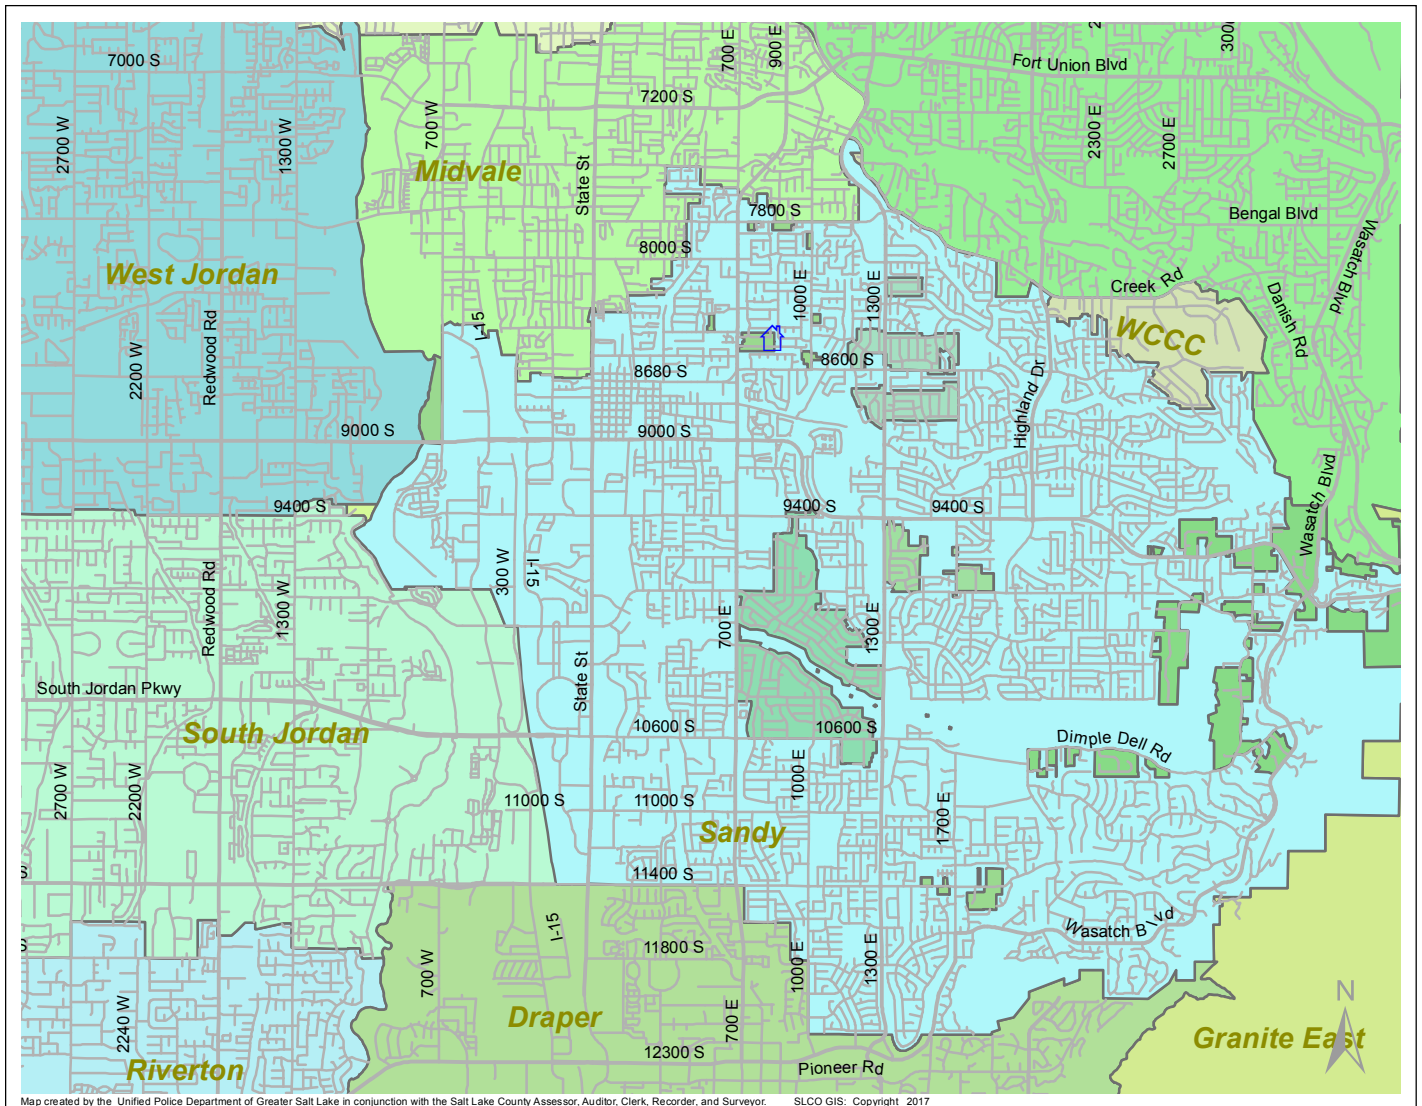 7000 S
700 E
900 E
2
3000
Fort Union Blvd
7200 S
2700 W
1300 W
700 W
2300 E
2700 E
Midvale
State St
7800 S
Bengal Blvd
Wasatch Blvd
8000 S
West Jordan
Creek Rd
1000 E
1300 E
I-15
Redwood Rd
Danish Rd
WCCC
2200 W
8680 S
8600 S
Highland Dr
9000 S
9000 S
9400 S
9400 S
9400 S
Wasatch Blvd
300 W
I-15
Redwood Rd
1300 W
700 E
1300 E
South Jordan Pkwy
State St
South Jordan
10600 S
10600 S
Dimple Dell Rd
2700 W
2200 W
1000 E
11000 S
11000 S
1700 E
Sandy
S
11400 S
Wasatch Blvd
I-15
S
11800 S
700 W
1000 E
1300 E
2240 W
Draper
700 E
N
Granite East
12300 S
Pioneer Rd
Riverton
Map created by the Unified Police Department of Greater Salt Lake in conjunction with the Salt Lake County Assessor, Auditor, Clerk, Recorder, and Surveyor. SLCO GIS: Copyright 2017